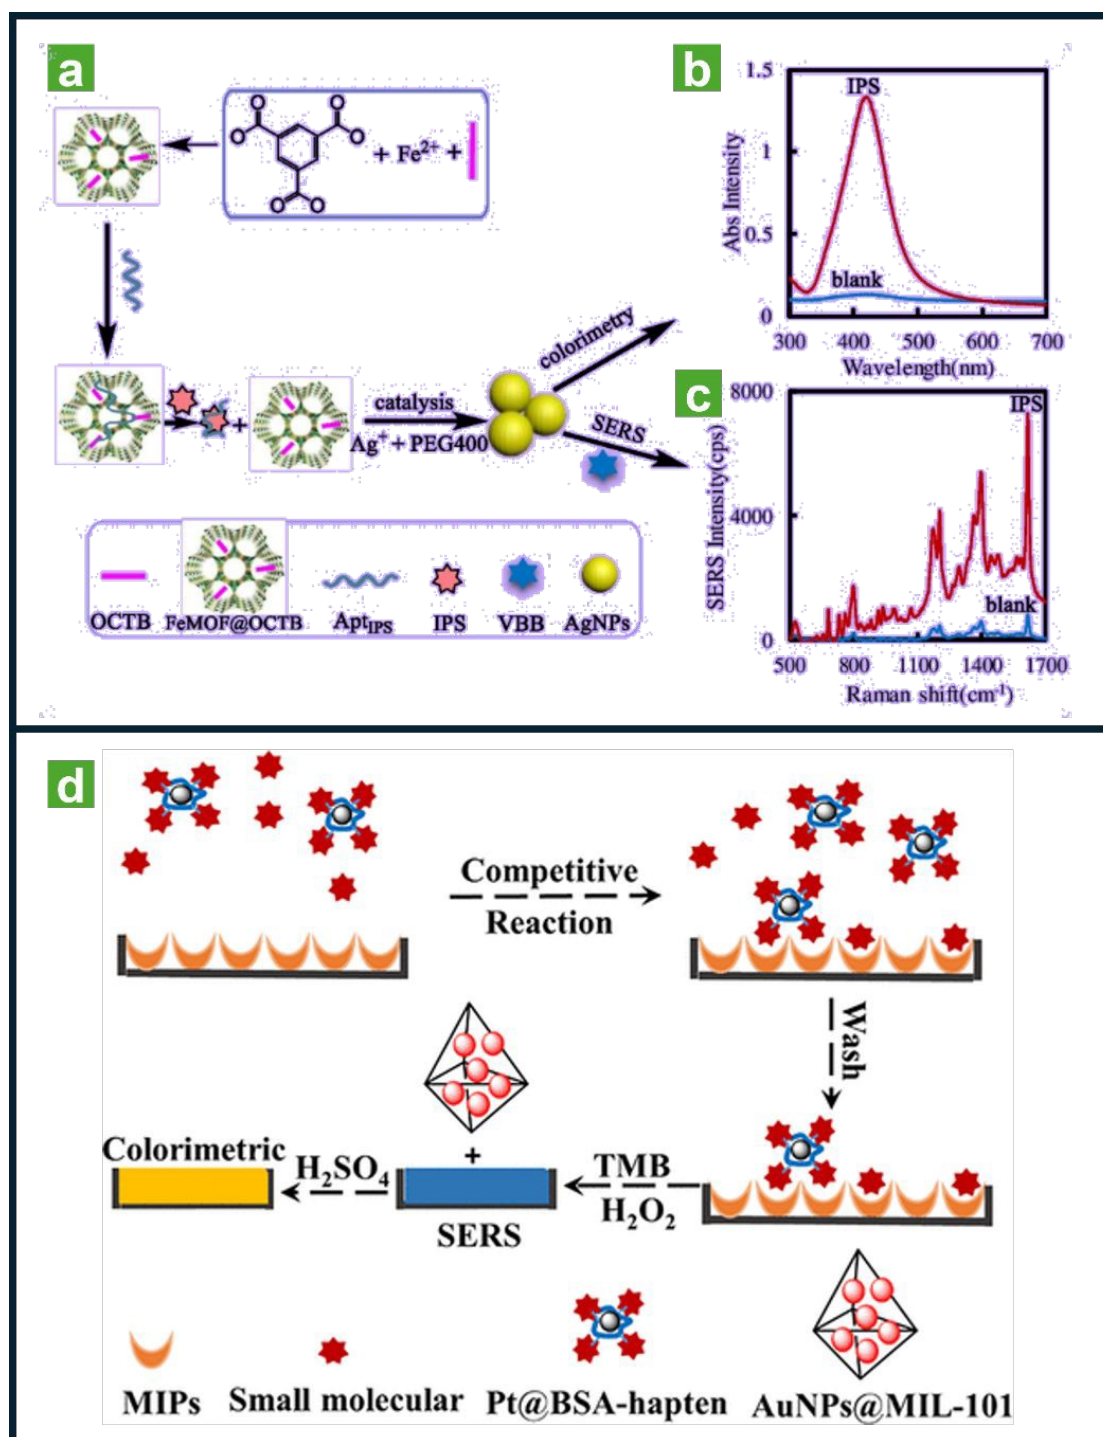 a
O
O
O
O
O
O
+ Fe²⁺ +
+
catalysis
Ag⁺ + PEG400
colorimetry
SERS
OCTB
FeMOF@OCTB
Apt_IPS
IPS
VBB
AgNPs
b
1.5
1
0.5
0
Abs Intensity
IPS
blank
300
400
500
600
700
Wavelength(nm)
c
8000
4000
0
SERS Intensity(cps)
IPS
blank
500
800
1100
1400
1700
Raman shift(cm⁻¹)
d
Competitive
Reaction
Wash
TMB
H₂O₂
+
SERS
H₂SO₄
Colorimetric
MIPs
Small molecular
Pt@BSA-hapten
AuNPs@MIL-101